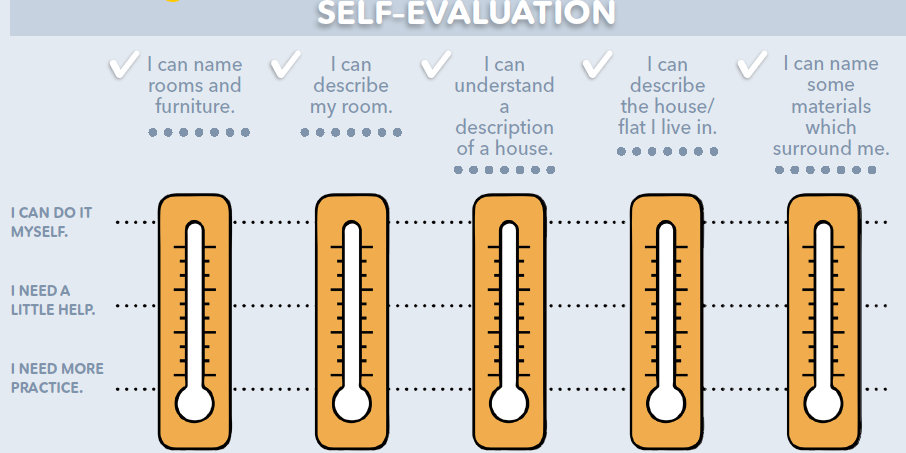 SELF-EVALUATION
I can name
rooms and
furniture.
I can
describe
my room.
I can
understand
a
description
of a house.
I can
describe
the house/
flat I live in.
I can name
some
materials
which
surround me.
I CAN DO IT
MYSELF.
I NEED A
LITTLE HELP.
I NEED MORE
PRACTICE.